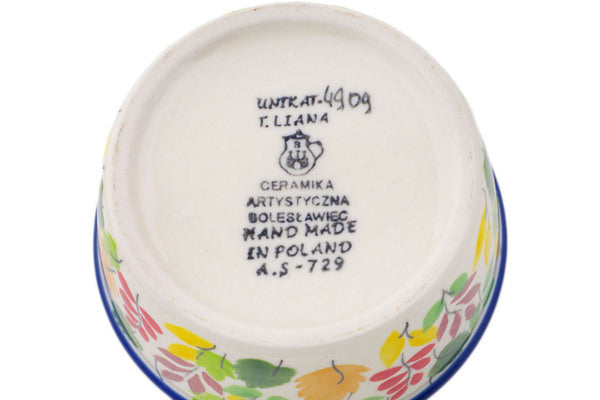 UNIKAT-4909
T.LIANA
CERAMIKA
ARTYSTYCZNA
BOLESŁAWIEC
HAND MADE
IN POLAND
A.S-729